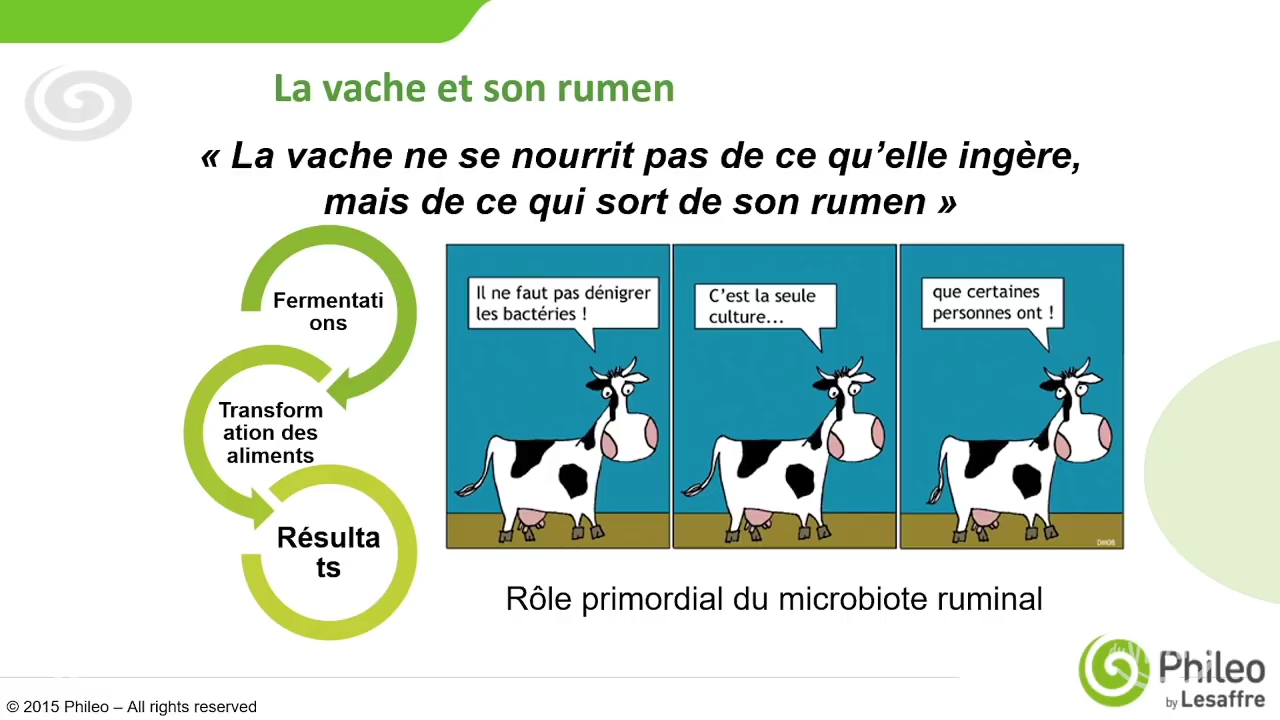 La vache et son rumen
« La vache ne se nourrit pas de ce qu’elle ingère,
mais de ce qui sort de son rumen »
Fermentati
ons
Transform
ation des
aliments
Résulta
ts
Il ne faut pas dénigrer
les bactéries !
C’est la seule
culture...
que certaines
personnes ont !
Rôle primordial du microbiote ruminal
Phileo
by Lesaffre
© 2015 Phileo – All rights reserved